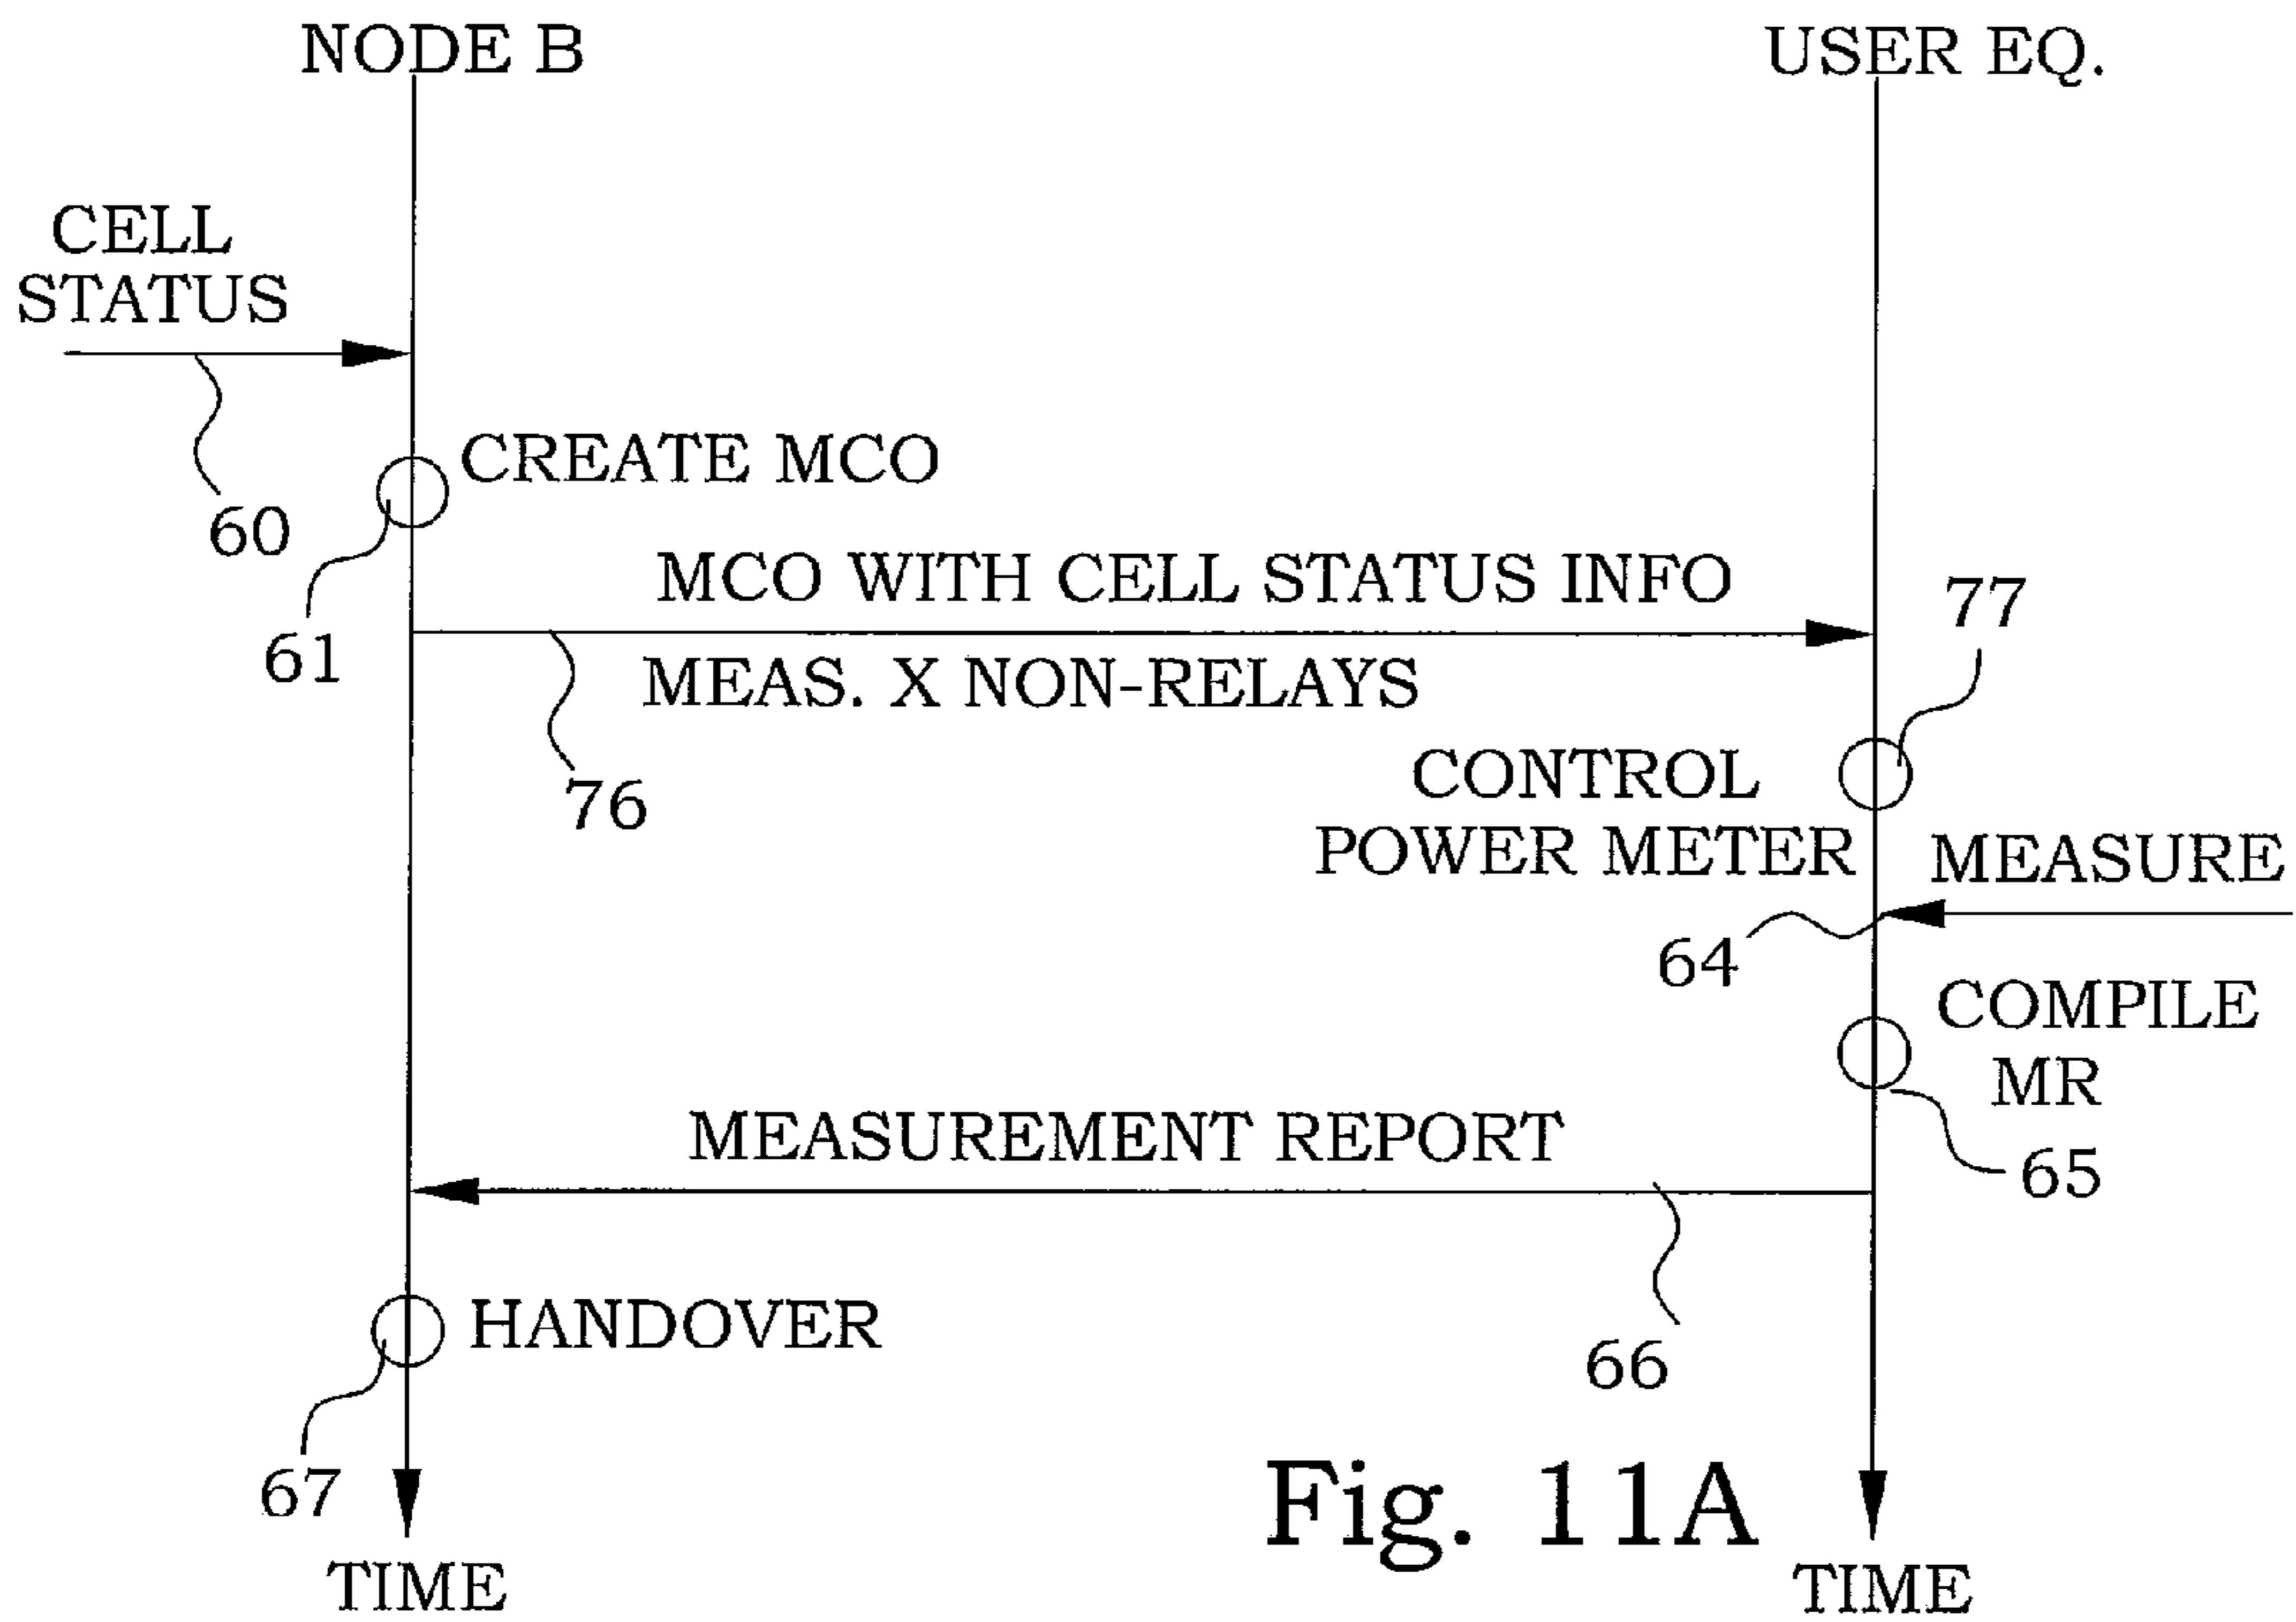 NODE B
USER EQ.
CELL
STATUS
60
CREATE MCO
61
MCO WITH CELL STATUS INFO
MEAS. X NON-RELAYS
76
77
CONTROL
POWER METER
MEASURE
64
COMPILE
MR
65
MEASUREMENT REPORT
66
HANDOVER
67
TIME
TIME
Fig. 11A